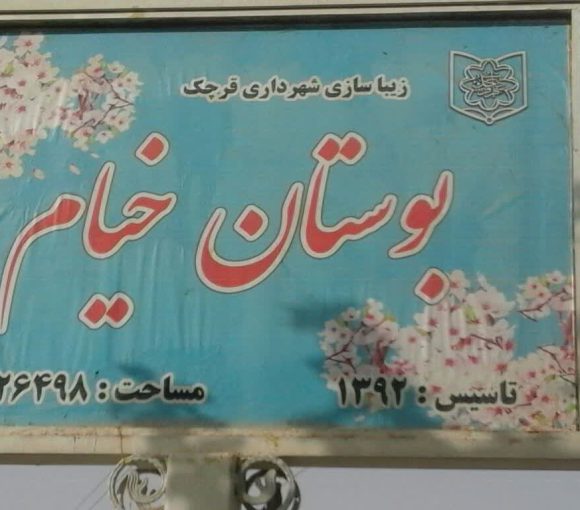 زیبا سازی شهرداری قرچک
بوستان خیام
تاسیس : ۱۳۹۲ مساحت : ۲۶۴۹۸